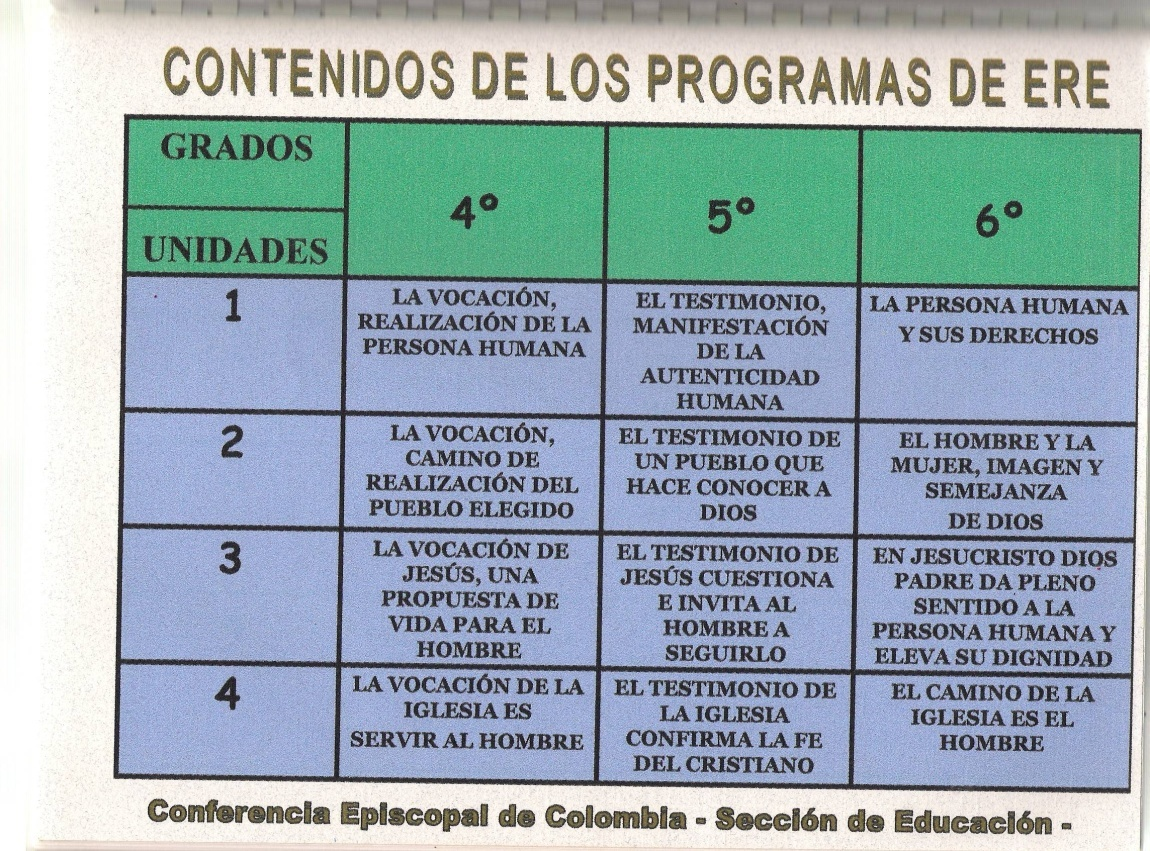 CONTENIDOS DE LOS PROGRAMAS DE ERE
GRADOS
UNIDADES
4º
5º
6º
1
LA VOCACIÓN,
REALIZACIÓN DE LA
PERSONA HUMANA
EL TESTIMONIO,
MANIFESTACIÓN
DE LA
AUTENTICIDAD
HUMANA
LA PERSONA HUMANA
Y SUS DERECHOS
2
LA VOCACIÓN,
CAMINO DE
REALIZACIÓN DEL
PUEBLO ELEGIDO
EL TESTIMONIO DE
UN PUEBLO QUE
HACE CONOCER A
DIOS
EL HOMBRE Y LA
MUJER, IMAGEN Y
SEMEJANZA
DE DIOS
3
LA VOCACIÓN DE
JESÚS, UNA
PROPUESTA DE
VIDA PARA EL
HOMBRE
EL TESTIMONIO DE
JESÚS CUESTIONA
E INVITA AL
HOMBRE A
SEGUIRLO
EN JESUCRISTO DIOS
PADRE DA PLENO
SENTIDO A LA
PERSONA HUMANA Y
ELEVA SU DIGNIDAD
4
LA VOCACIÓN DE LA
IGLESIA ES
SERVIR AL HOMBRE
EL TESTIMONIO DE
LA IGLESIA
CONFIRMA LA FE
DEL CRISTIANO
EL CAMINO DE LA
IGLESIA ES EL
HOMBRE
Conferencia Episcopal de Colombia - Sección de Educación -